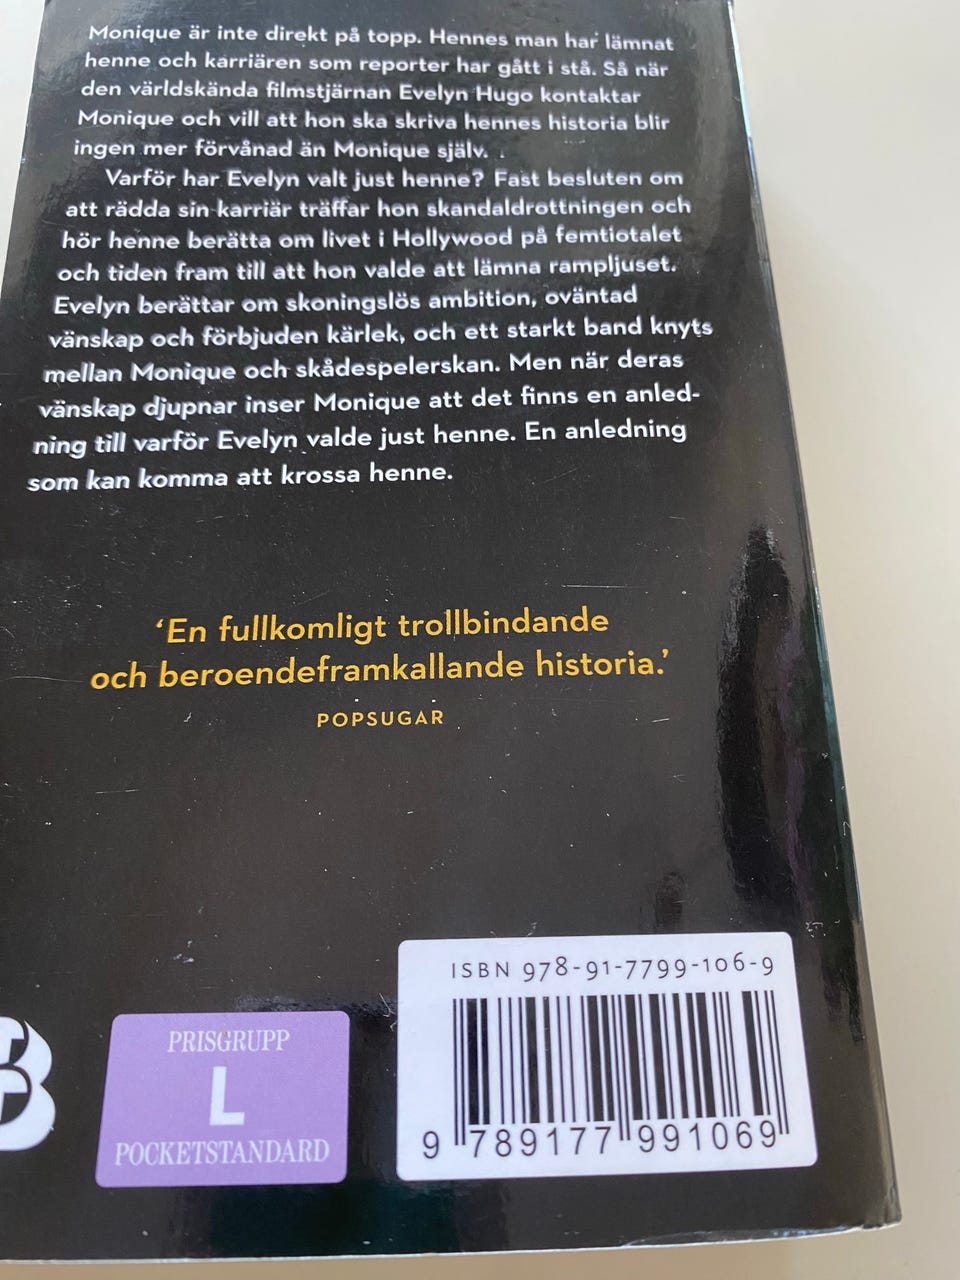 Monique är inte direkt på topp. Hennes man har lämnat
henne och karriären som reporter har gått i stå. Så när
den världskända filmstjärnan Evelyn Hugo kontaktar
Monique och vill att hon ska skriva hennes historia blir
ingen mer förvånad än Monique själv.
Varför har Evelyn valt just henne? Fast besluten om
att rädda sin karriär träffar hon skandaldrottningen och
hör henne berätta om livet i Hollywood på femtiotalet
och tiden fram till att hon valde att lämna rampljuset.
Evelyn berättar om skoningslös ambition, oväntad
vänskap och förbjuden kärlek, och ett starkt band knyts
mellan Monique och skådespelerskan. Men när deras
vänskap djupnar inser Monique att det finns en anled-
ning till varför Evelyn valde just henne. En anledning
som kan komma att krossa henne.
‘En fullkomligt trollbindande
och beroendeframkallande historia.’
POPSUGAR
ISBN 978-91-7799-106-9
9 789177 991069
PRISGRUPP
L
POCKETSTANDARD